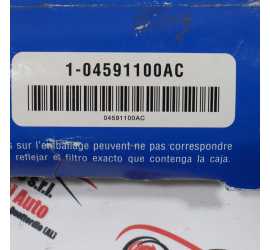 1-04591100AC
04591100AC
s sur l'emballage peuvent ne pas correspondre
reflejar el filtro exacto que contenga la caja.
S.r.l.
Auto